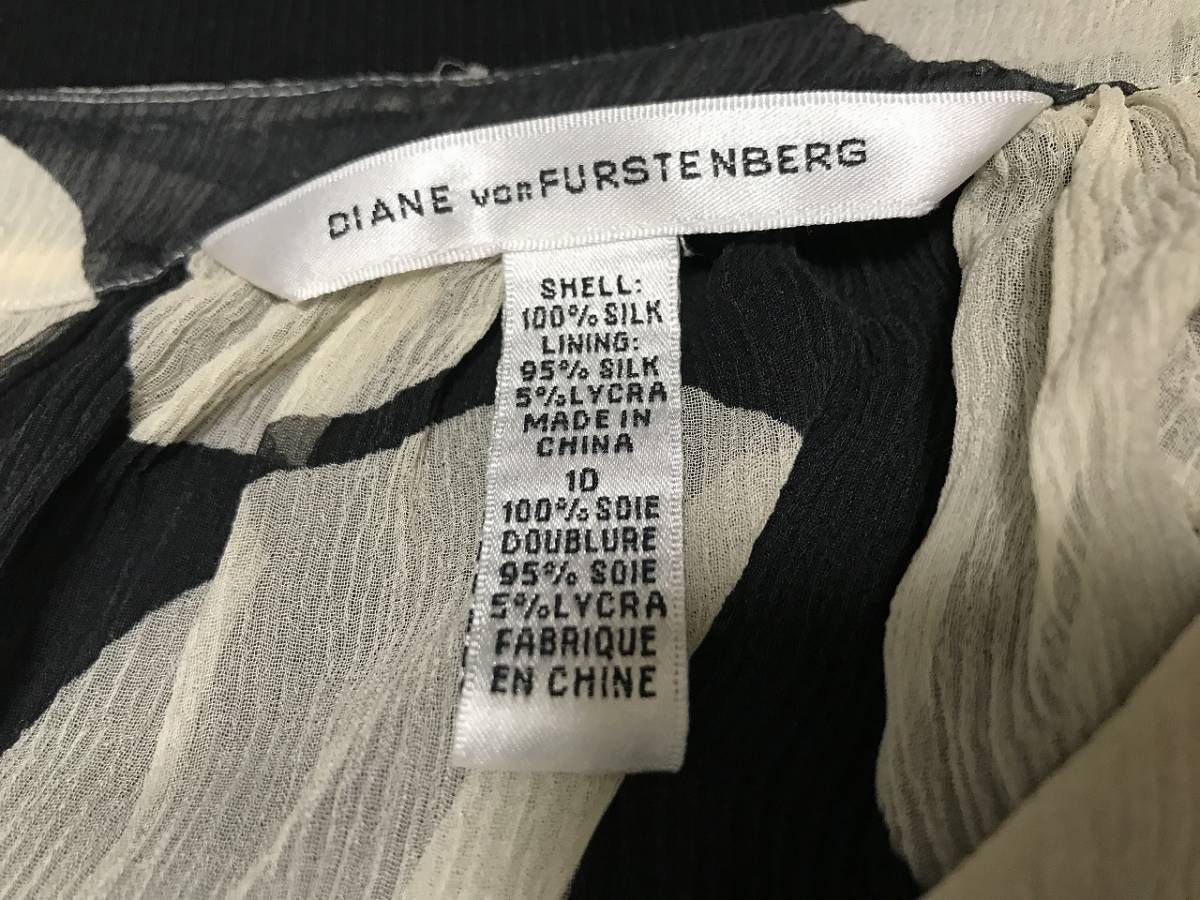 DIANE von FURSTENBERG
SHELL:
100% SILK
LINING:
95% SILK
5% LYCRA
MADE IN
CHINA
10
100% SOIE
DOUBLURE
95% SOIE
5% LYCRA
FABRIQUE
EN CHINE